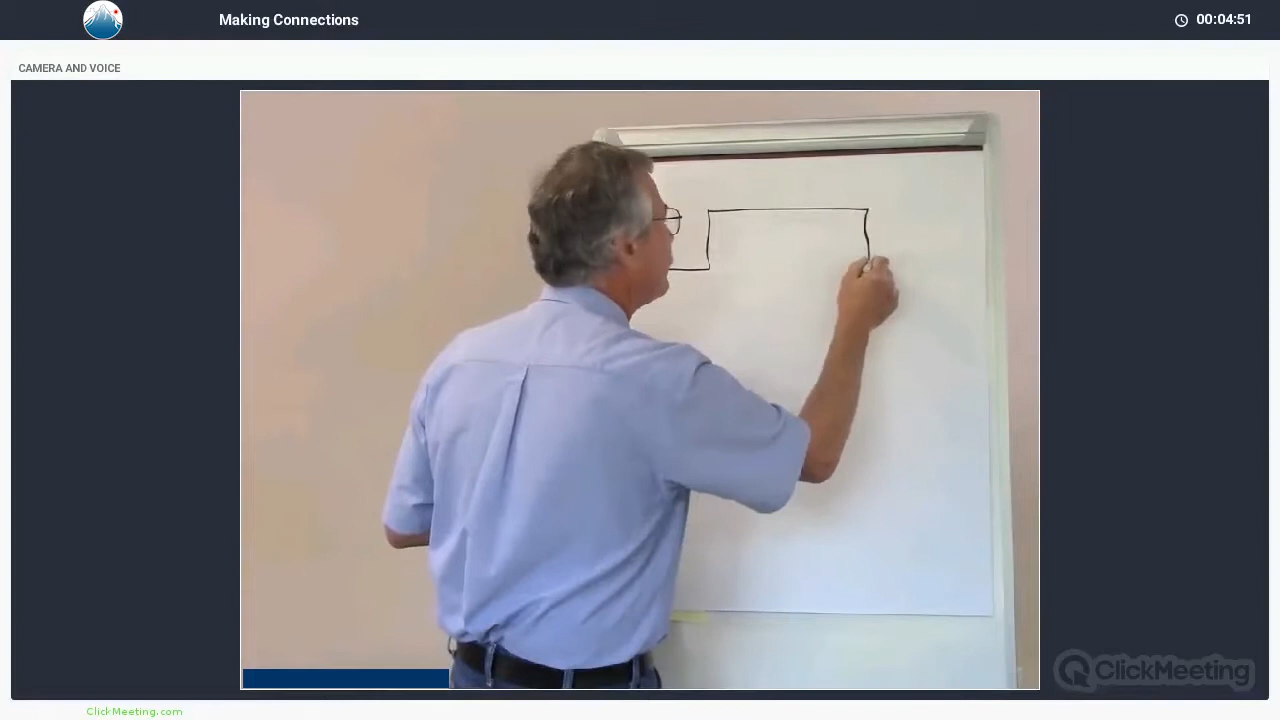 Making Connections
00:04:51
CAMERA AND VOICE
ClickMeeting
ClickMeeting.com